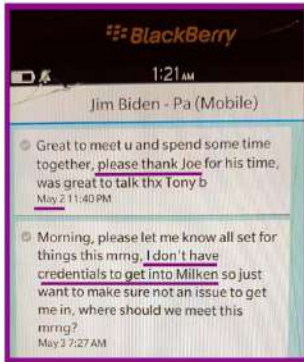 BlackBerry
1:21 AM
Jim Biden - Pa (Mobile)
Great to meet u and spend some time
together, please thank Joe for his time,
was great to talk thx Tony b
May 2 11:40 PM
Morning, please let me know all set for
things this mrng, I don't have
credentials to get into Milken so just
want to make sure not an issue to get
me in, where should we meet this
mrng?
May 3 7:27 AM